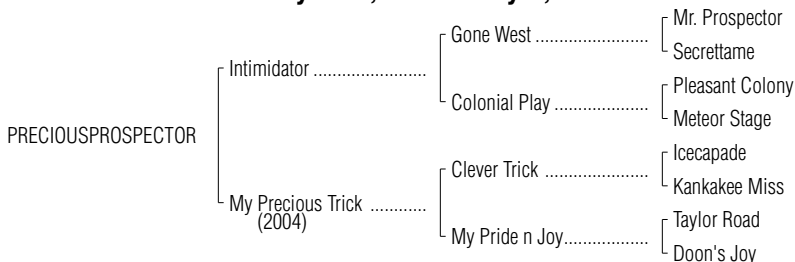 Mr. Prospector
Gone West ........................
Secrettame
Intimidator ........................
Pleasant Colony
Colonial Play ....................
Meteor Stage
PRECIOUSPROSPECTOR
Icecapade
Clever Trick ......................
Kankakee Miss
My Precious Trick ............
(2004)
Taylor Road
My Pride n Joy..................
Doon's Joy